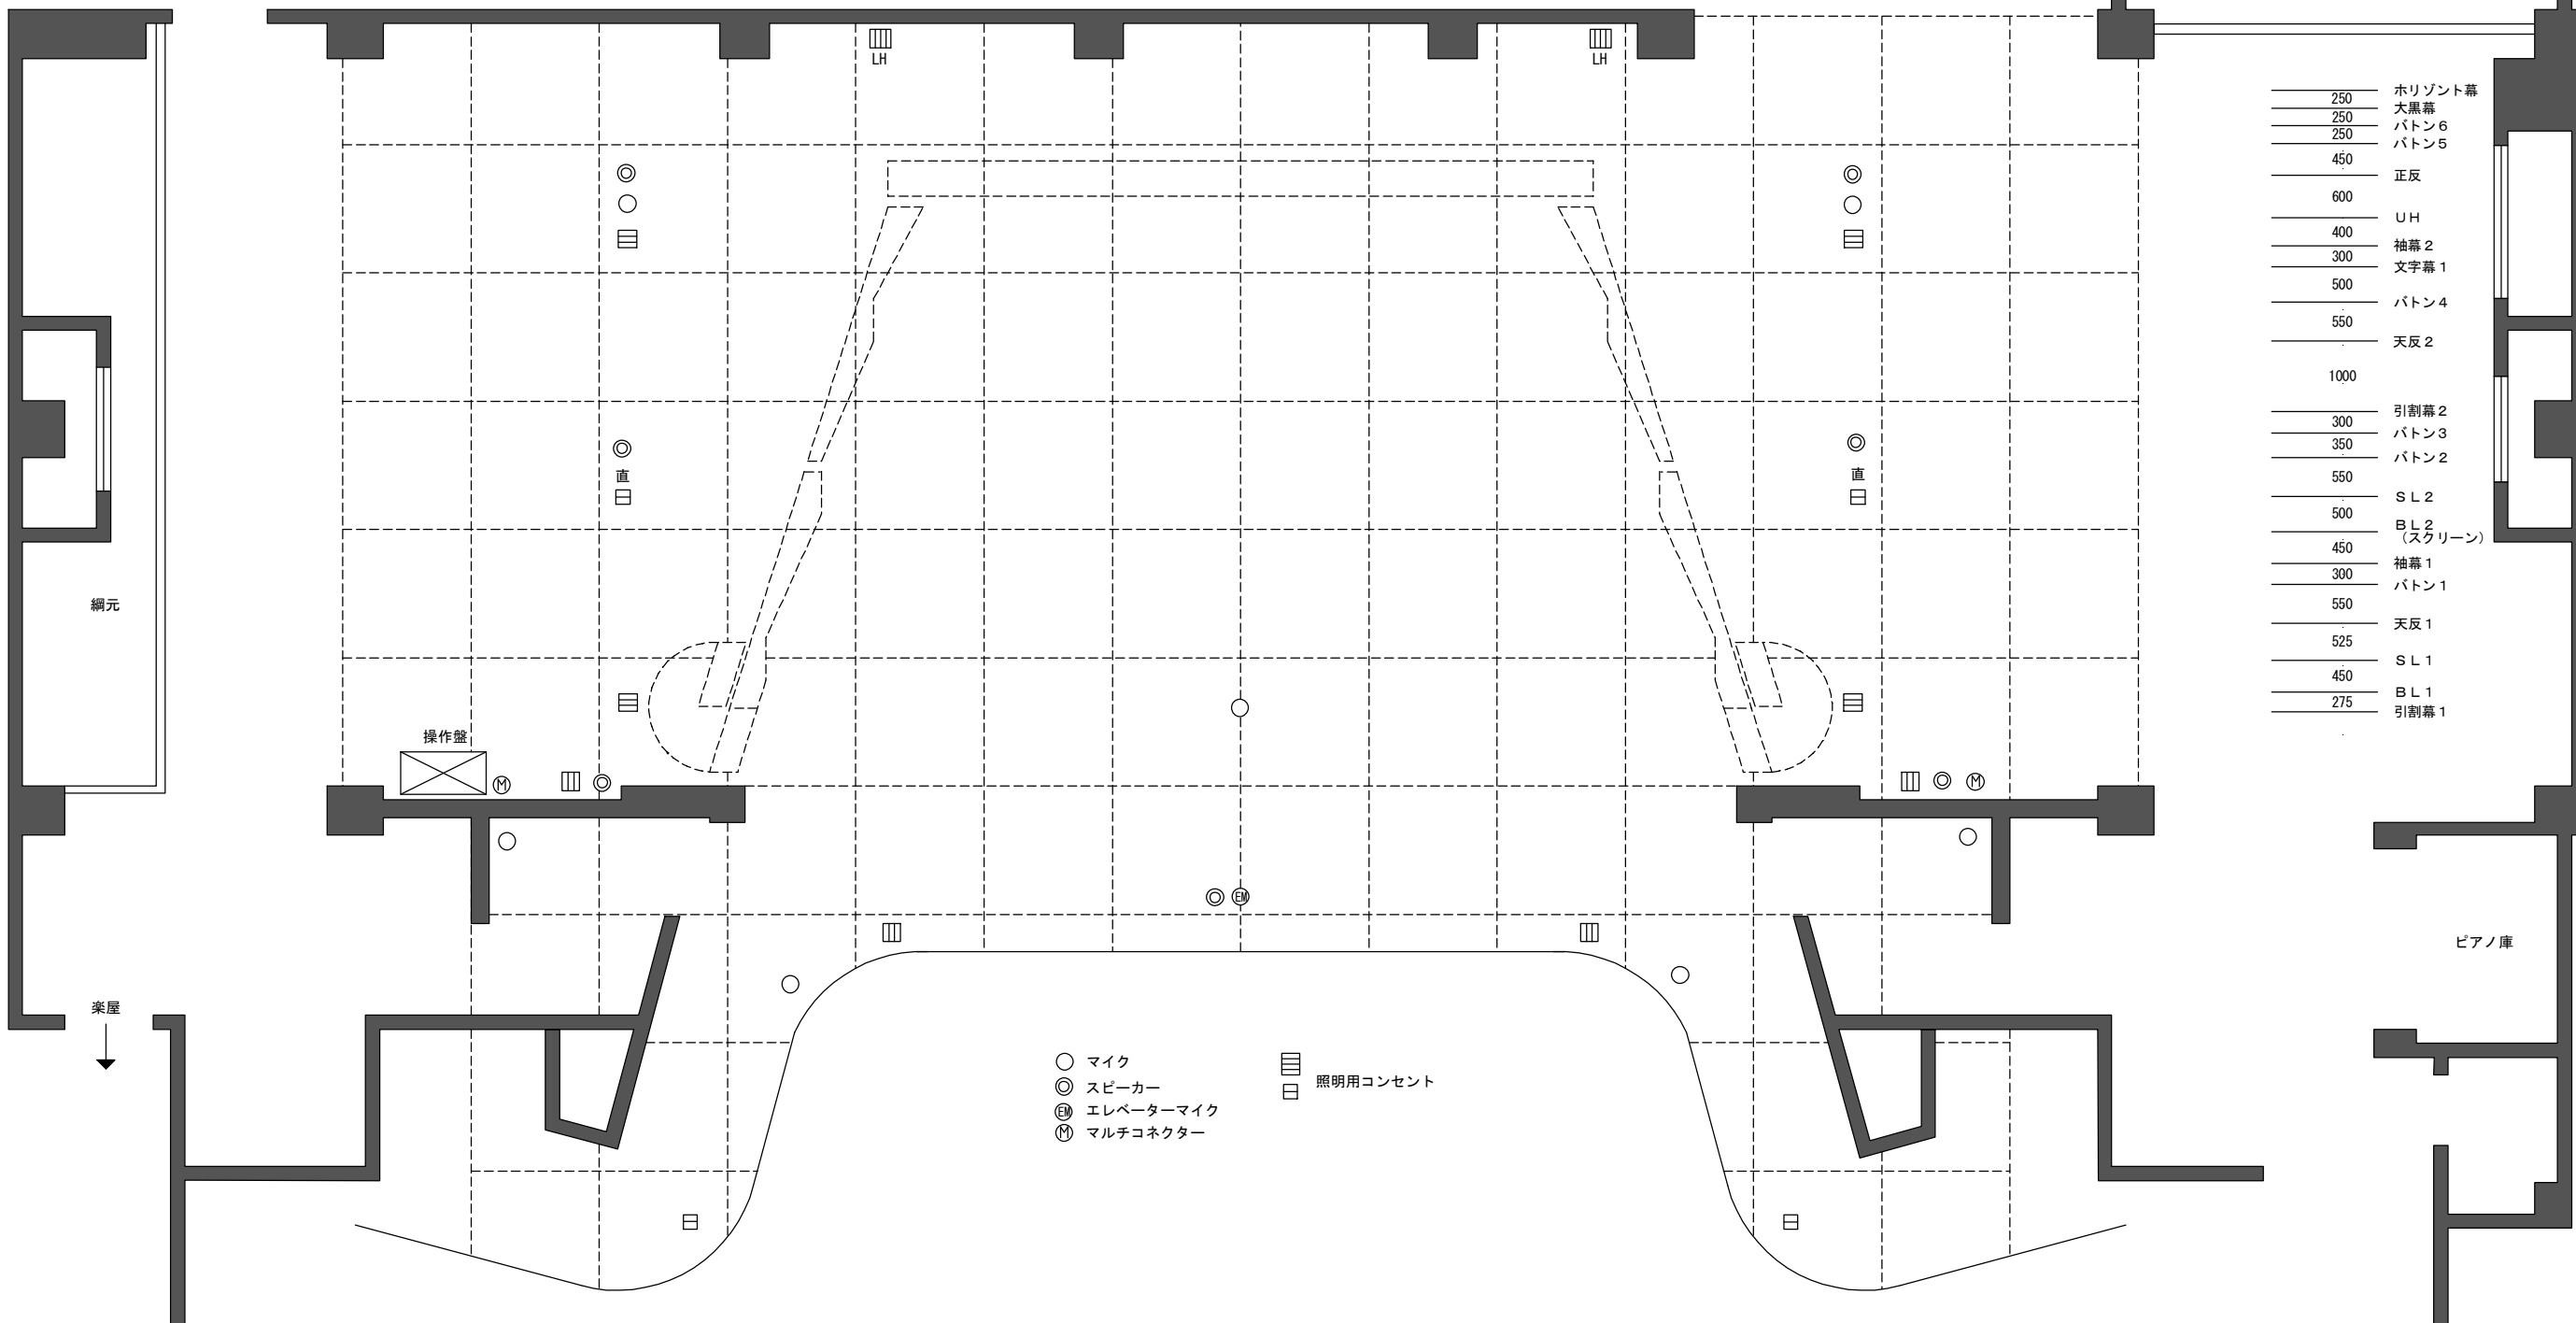 LH
LH
ホリゾント幕
250
大黒幕
250
バトン６
250
バトン５
450
正反
600
ＵＨ
400
袖幕２
300
文字幕１
500
バトン４
550
天反２
1000
引割幕２
300
バトン３
350
バトン２
550
ＳＬ２
500
ＢＬ２
（スクリーン）
450
袖幕１
300
バトン１
550
天反１
525
ＳＬ１
450
ＢＬ１
275
引割幕１
直
直
綱元
操作盤
M
M
EM
ピアノ庫
楽屋
マイク
スピーカー
EM エレベーターマイク
M マルチコネクター
照明用コンセント